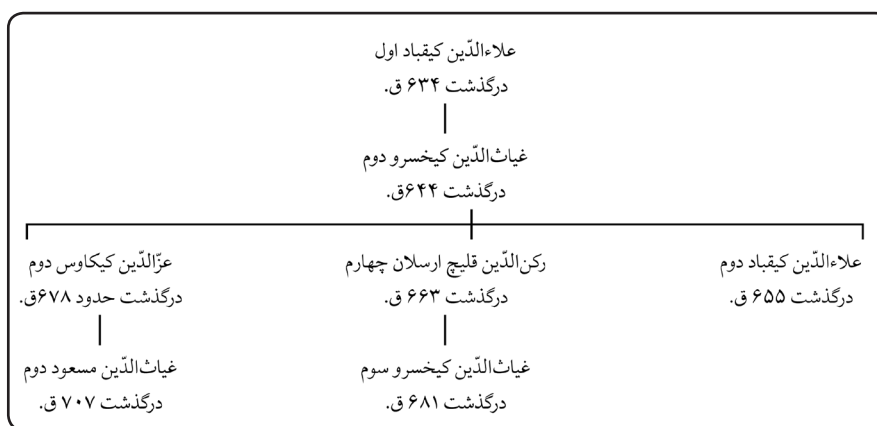 علاءالدّین کیقباد اول
درگذشت ۶۳۴ ق.
غیاث‌الدّین کیخسرو دوم
درگذشت ۶۴۴ق.
علاءالدّین کیقباد دوم
درگذشت ۶۵۵ ق.
رکن‌الدّین قلیچ ارسلان چهارم
درگذشت ۶۶۳ ق.
عزّالدّین کیکاوس دوم
درگذشت حدود ۶۷۸ق.
غیاث‌الدّین کیخسرو سوم
درگذشت ۶۸۱ ق.
غیاث‌الدّین مسعود دوم
درگذشت ۷۰۷ ق.